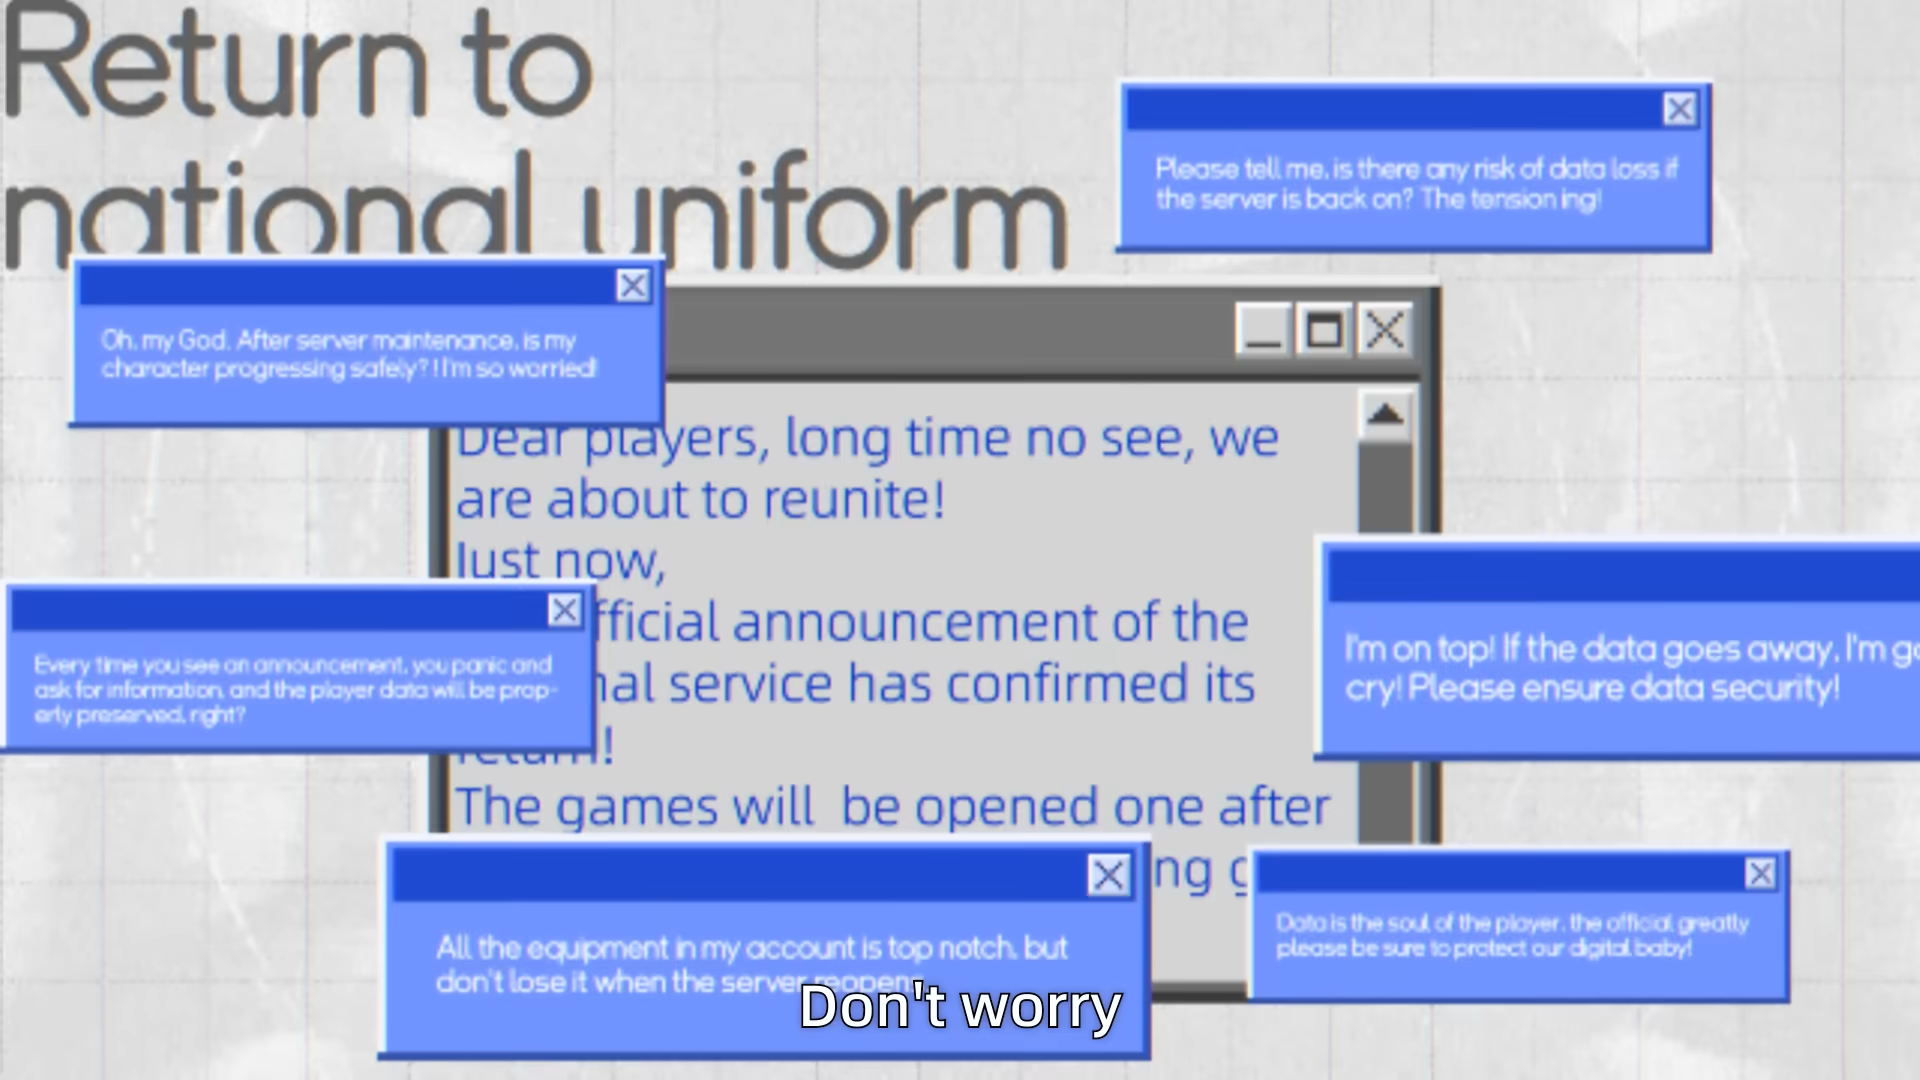 Return to
national uniform
Please tell me, is there any risk of data loss if
the server is back on? The tension ing!
Oh, my God. After server maintenance, is my
character progressing safely? ! I'm so worried!
Dear players, long time no see, we
are about to reunite!
Just now,
official announcement of the
service has confirmed its
return!
Every time you see an announcement, you panic and
ask for information, and the player data will be prop-
erly preserved, right?
I'm on top! If the data goes away, I'm
cry! Please ensure data security!
The games will be opened one after
All the equipment in my account is top notch, but
don't lose it when the server reopens
Data is the soul of the player, the official greatly
please be sure to protect our digital baby!
Don't worry